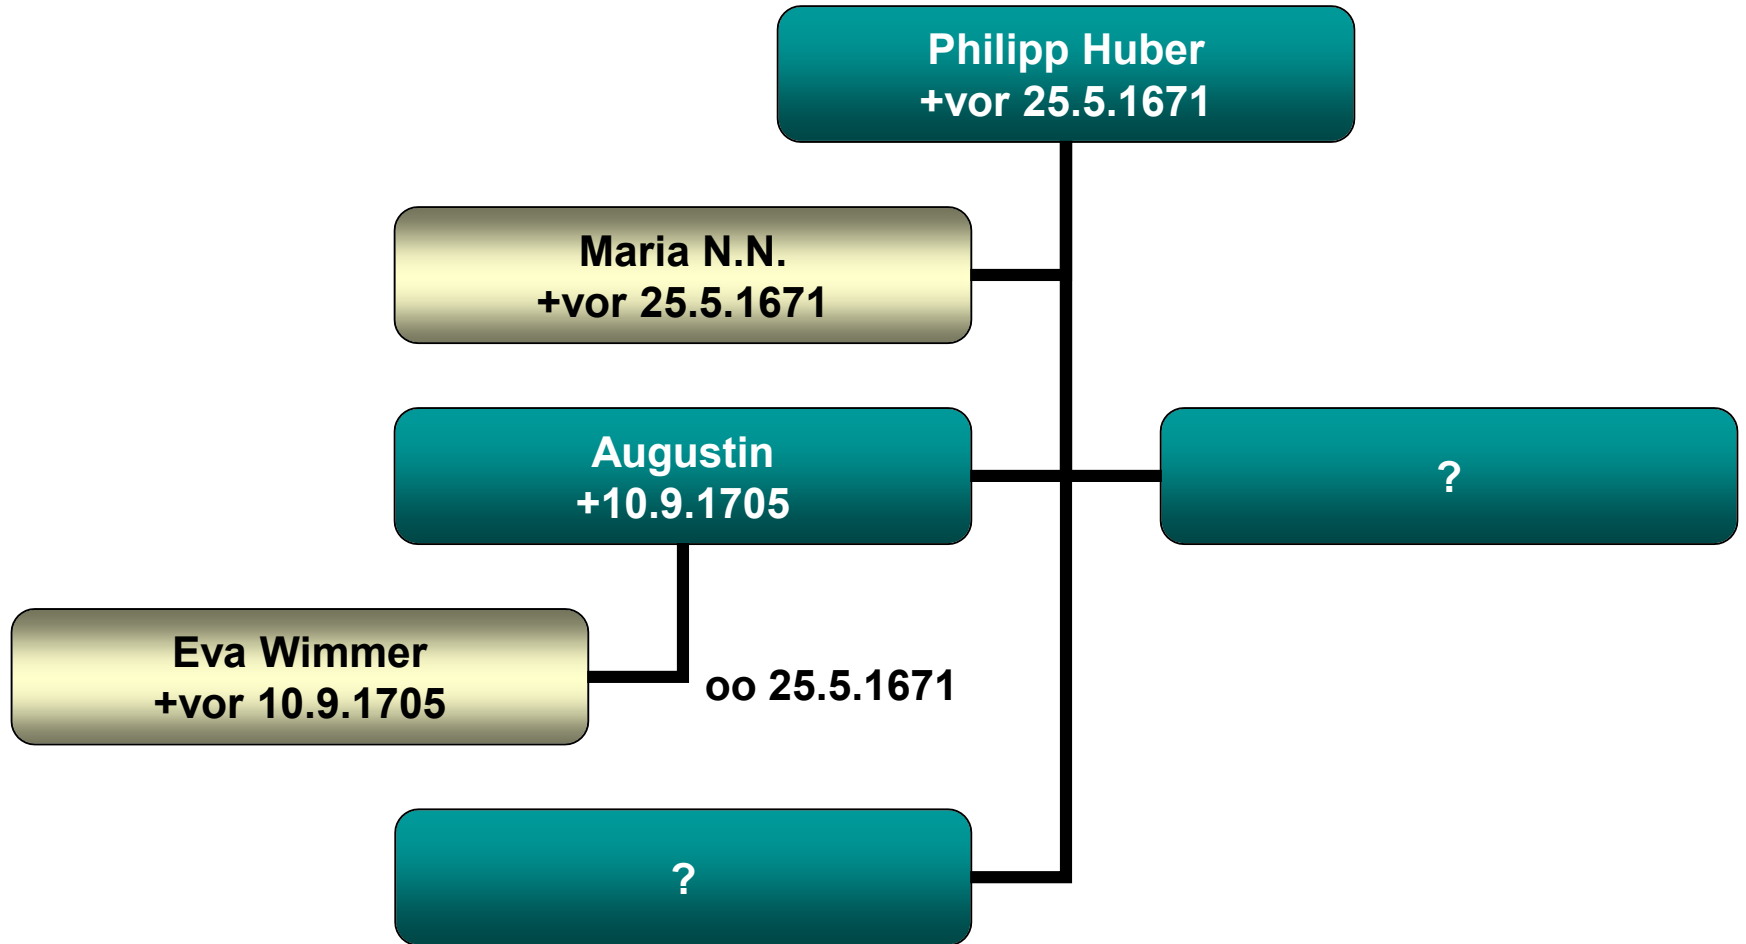 Philipp Huber
+vor 25.5.1671
Maria N.N.
+vor 25.5.1671
Augustin
+10.9.1705
?
Eva Wimmer
+vor 10.9.1705
oo 25.5.1671
?